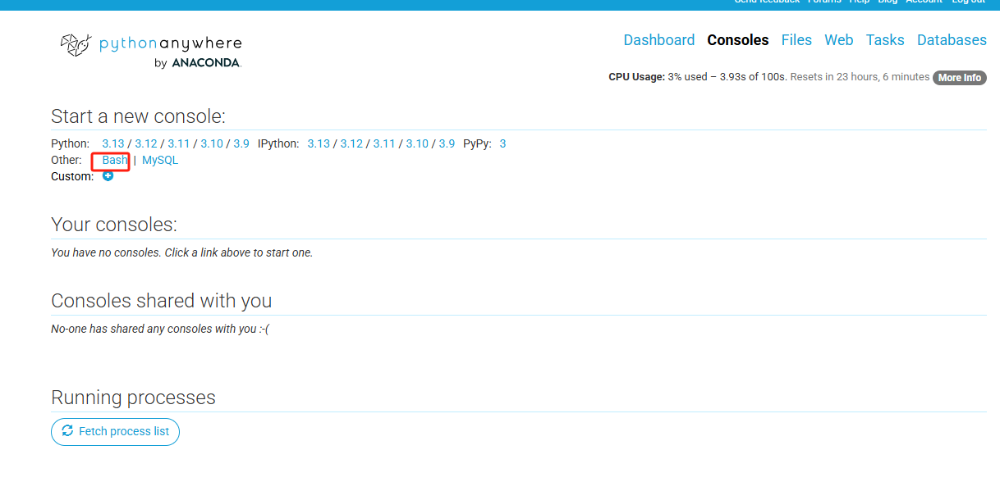 Send feedback Forums Help Blog Account Log out
pythonanywhere
by ANACONDA.
Dashboard Consoles Files Web Tasks Databases
CPU Usage: 3% used – 3.93s of 100s. Resets in 23 hours, 6 minutes More Info
Start a new console:
Python: 3.13 / 3.12 / 3.11 / 3.10 / 3.9 IPython: 3.13 / 3.12 / 3.11 / 3.10 / 3.9 PyPy: 3
Other: Bash | MySQL
Custom:
Your consoles:
You have no consoles. Click a link above to start one.
Consoles shared with you
No-one has shared any consoles with you :-(
Running processes
Fetch process list